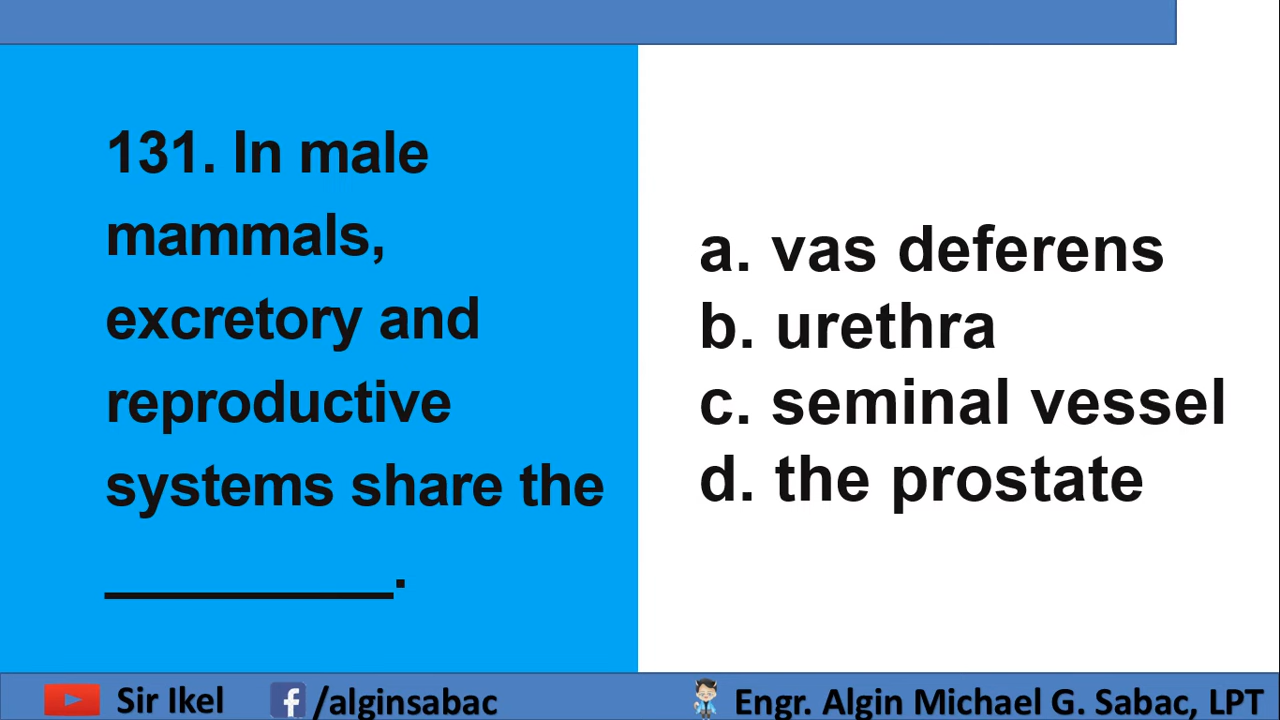 131. In male
mammals,
excretory and
reproductive
systems share the
_________.
a. vas deferens
b. urethra
c. seminal vessel
d. the prostate
Sir Ikel
/alginsabac
Engr. Algin Michael G. Sabac, LPT